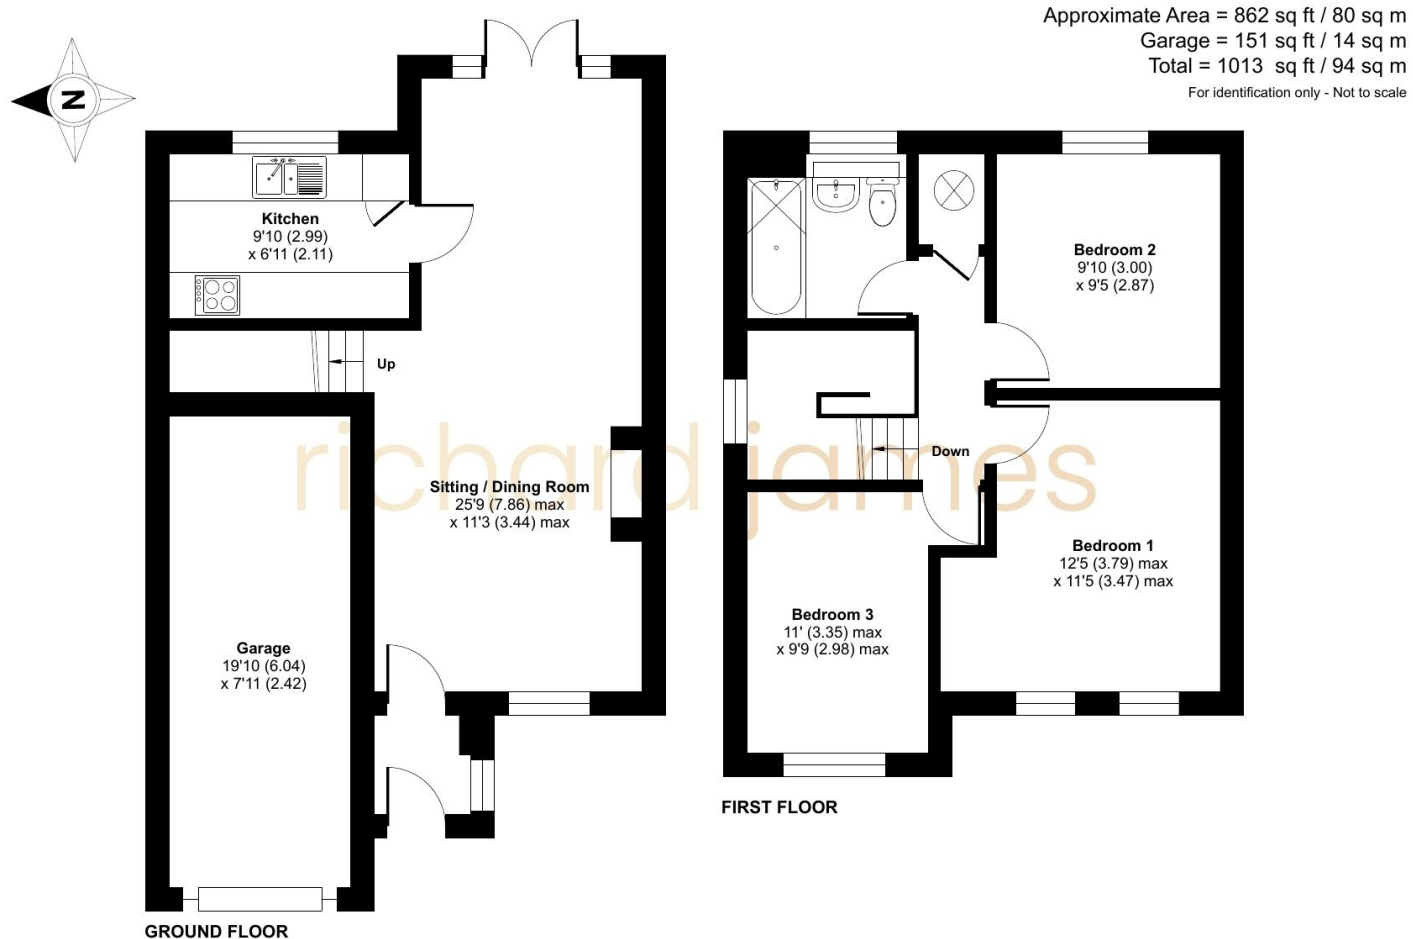 Approximate Area = 862 sq ft / 80 sq m
Garage = 151 sq ft / 14 sq m
Total = 1013 sq ft / 94 sq m
For identification only - Not to scale
N
Kitchen
9'10 (2.99)
x 6'11 (2.11)
Up
Sitting / Dining Room
25'9 (7.86) max
x 11'3 (3.44) max
Garage
19'10 (6.04)
x 7'11 (2.42)
GROUND FLOOR
Bedroom 2
9'10 (3.00)
x 9'5 (2.87)
Down
Bedroom 1
12'5 (3.79) max
x 11'5 (3.47) max
Bedroom 3
11' (3.35) max
x 9'9 (2.98) max
FIRST FLOOR
richard james